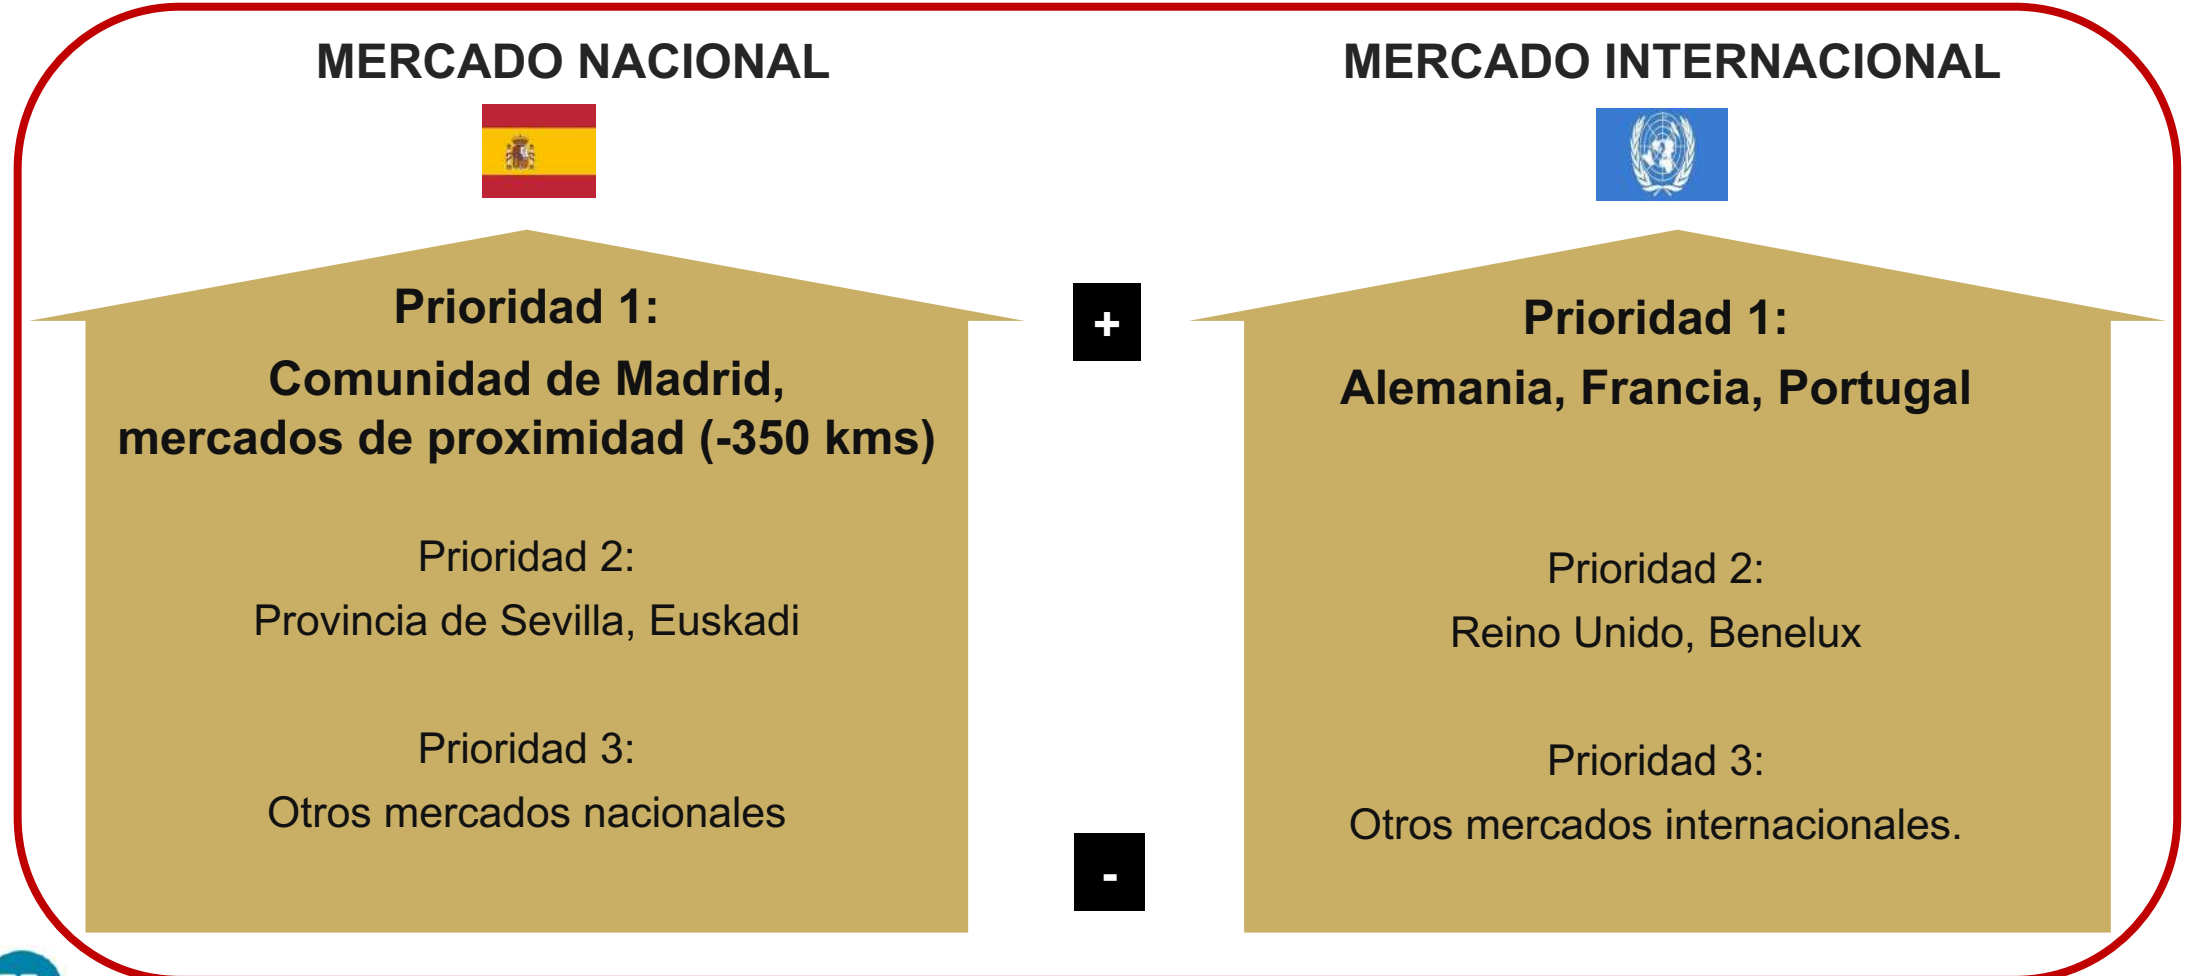 MERCADO NACIONAL
Prioridad 1:
Comunidad de Madrid,
mercados de proximidad (-350 kms)
Prioridad 2:
Provincia de Sevilla, Euskadi
Prioridad 3:
Otros mercados nacionales
+
-
MERCADO INTERNACIONAL
Prioridad 1:
Alemania, Francia, Portugal
Prioridad 2:
Reino Unido, Benelux
Prioridad 3:
Otros mercados internacionales.